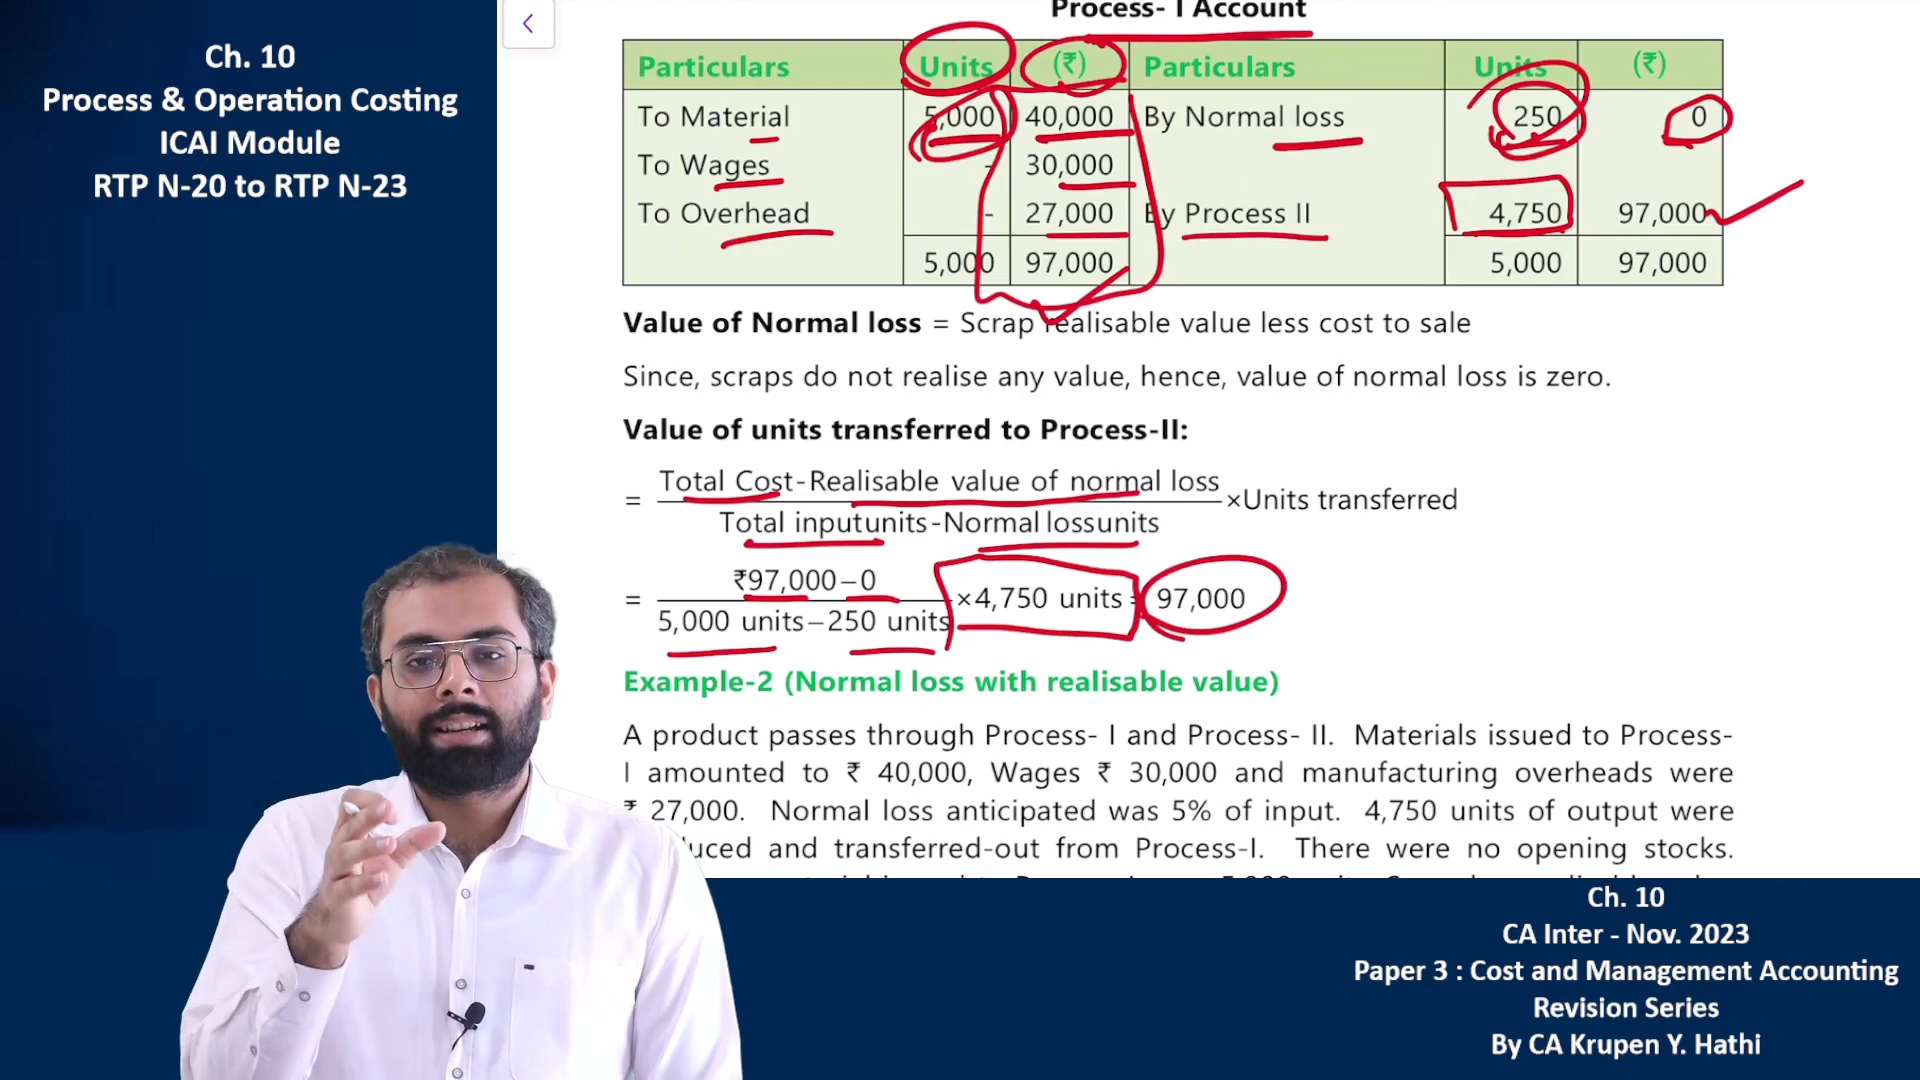 Ch. 10
Process & Operation Costing
ICAI Module
RTP N-20 to RTP N-23
Process- I Account
Particulars Units (₹) Particulars Units (₹)
To Material 5,000 40,000 By Normal loss 250 0
To Wages - 30,000
To Overhead - 27,000 By Process II 4,750 97,000
5,000 97,000 5,000 97,000
Value of Normal loss = Scrap realisable value less cost to sale
Since, scraps do not realise any value, hence, value of normal loss is zero.
Value of units transferred to Process-II:
= Total Cost-Realisable value of normal loss
Total inputunits-Normal lossunits
×Units transferred
= ₹97,000−0
5,000 units−250 units
×4,750 units 97,000
Example-2 (Normal loss with realisable value)
A product passes through Process- I and Process- II. Materials issued to Process-
I amounted to ₹ 40,000, Wages ₹ 30,000 and manufacturing overheads were
₹ 27,000. Normal loss anticipated was 5% of input. 4,750 units of output were
uced and transferred-out from Process-I. There were no opening stocks.
Ch. 10
CA Inter - Nov. 2023
Paper 3 : Cost and Management Accounting
Revision Series
By CA Krupen Y. Hathi